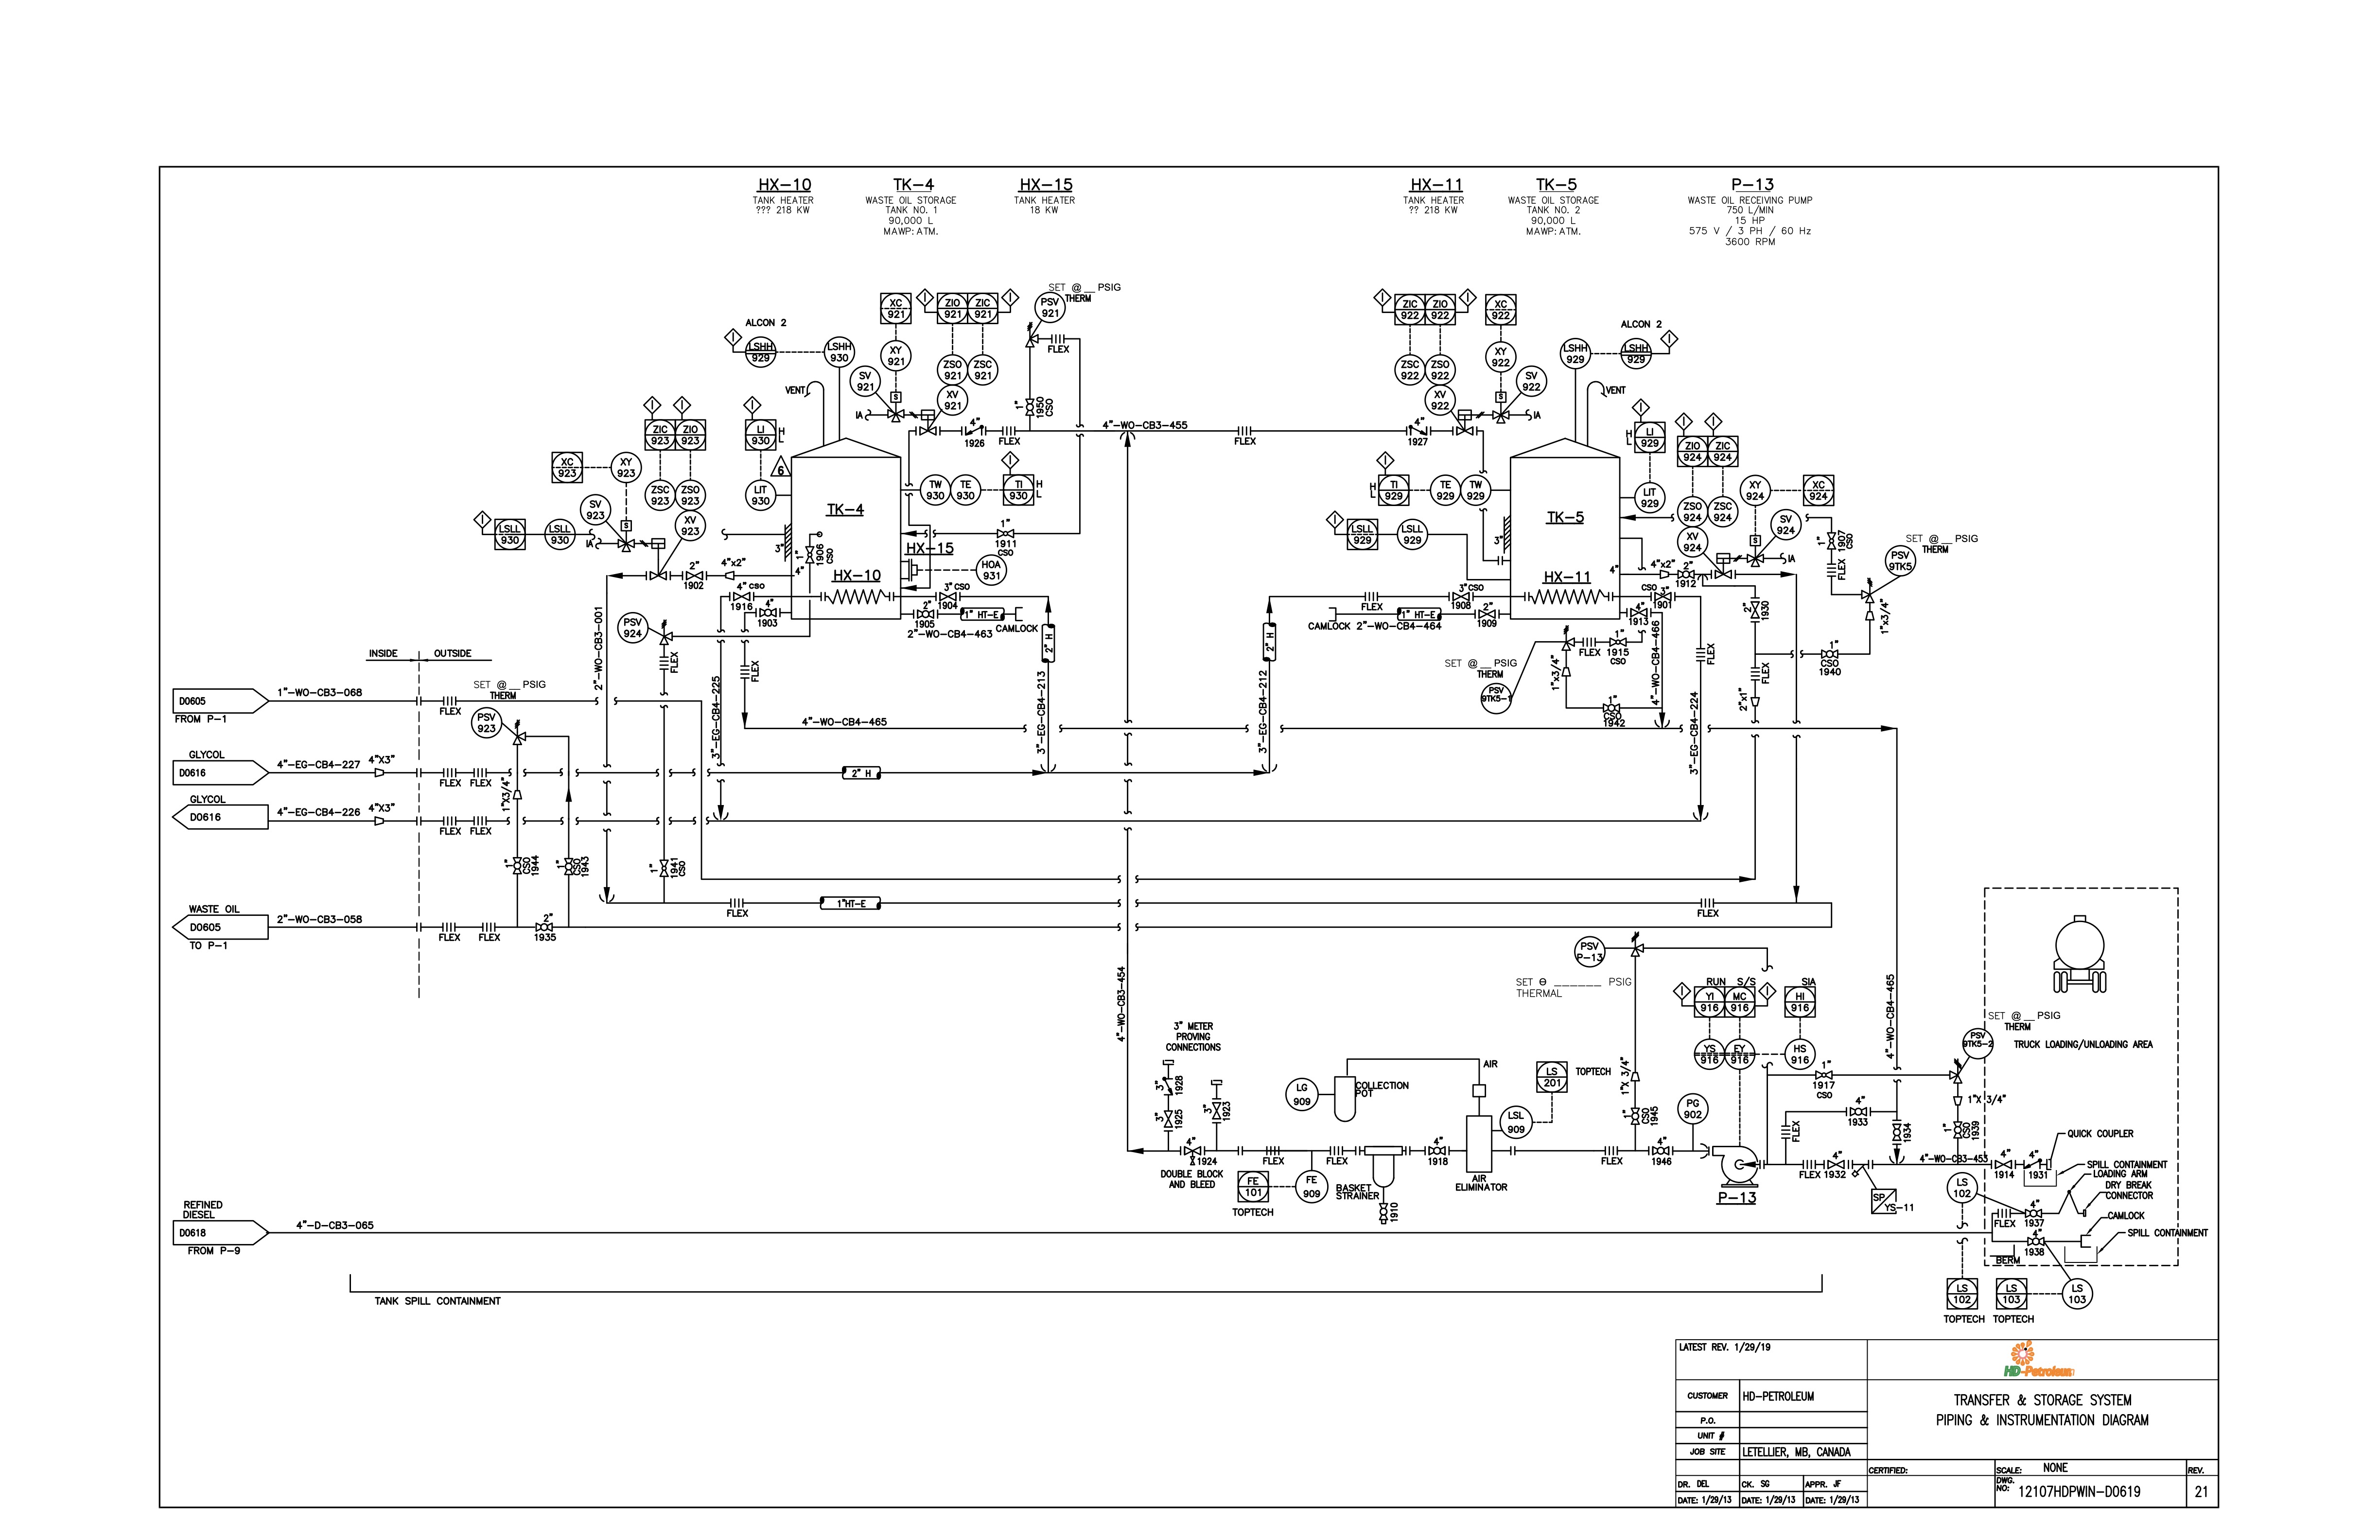 HX-10
TANK HEATER
??? 218 KW
TK-4
WASTE OIL STORAGE
TANK NO. 1
90,000 L
MAWP: ATM.
HX-15
TANK HEATER
18 KW
HX-11
TANK HEATER
?? 218 KW
TK-5
WASTE OIL STORAGE
TANK NO. 2
90,000 L
MAWP: ATM.
P-13
WASTE OIL RECEIVING PUMP
750 L/MIN
15 HP
575 V / 3 PH / 60 Hz
3600 RPM
SET @ __ PSIG
THERM
PSV
921
FLEX
XC
921
ZIO
921
ZIC
921
XY
921
ZSO
921
ZSC
921
SV
921
XV
921
IA
S
4"
1926
FLEX
1"
1950
CSO
4"-WO-CB3-455
FLEX
ALCON 2
LSHH
929
LSHH
930
VENT
ZIC
923
ZIO
923
LI
930
H
L
XC
923
XY
923
ZSC
923
ZSO
923
LIT
930
6
SV
923
XV
923
IA
S
LSLL
930
LSLL
930
2"
1902
4"x2"
4"
3"
1"
1906
CSO
TK-4
HX-10
HX-15
TW
930
TE
930
TI
930
H
L
1"
1911
CSO
HOA
931
4" CSO
1916
4"
1903
3" CSO
1904
2"
1905
1" HT-E
2"-WO-CB4-463
CAMLOCK
2" H
PSV
924
FLEX
FLEX
2"-WO-CB3-001
3"-EG-CB4-225
3"-EG-CB4-213
4"-WO-CB4-465
ZIC
922
ZIO
922
XC
922
ZSC
922
ZSO
922
XY
922
XV
922
SV
922
IA
S
4"
1927
ALCON 2
LSHH
929
LSHH
929
VENT
LI
929
H
L
LIT
929
TI
929
H
L
TE
929
TW
929
LSLL
929
LSLL
929
3"
TK-5
HX-11
4"
ZIO
924
ZIC
924
ZSO
924
ZSC
924
XY
924
XC
924
XV
924
SV
924
S
IA
4"x2"
2"
1912
1"
1907
CSO
FLEX
SET @ __ PSIG
THERM
PSV
9TK5
1"x3/4"
2"
1930
1"
CSO
1940
FLEX
2"x1"
FLEX
3"CSO
1908
2"
1909
1" HT-E
CAMLOCK 2"-WO-CB4-464
2" H
CSO 3"
1901
4"
1913
1"
FLEX 1915
CSO
SET @ __ PSIG
THERM
PSV
9TK5-1
1"x3/4"
1"
CSO
1942
4"-WO-CB4-466
3"-EG-CB4-224
FLEX
3"-EG-CB4-212
INSIDE
OUTSIDE
D0605
FROM P-1
1"-WO-CB3-068
FLEX
SET @ __ PSIG
THERM
PSV
923
GLYCOL
D0616
4"-EG-CB4-227
4"X3"
FLEX FLEX
1"X3/4"
2" H
GLYCOL
D0616
4"-EG-CB4-226
4"X3"
FLEX FLEX
1"
CSO
1944
1"
CSO
1943
1"
1941
CSO
FLEX
1"HT-E
FLEX
WASTE OIL
D0605
TO P-1
2"-WO-CB3-058
FLEX
FLEX
2"
1935
4"-WO-CB3-454
PSV
P-13
SET Θ ______ PSIG
THERMAL
RUN
S/S
SIA
YI
916
MC
916
HI
916
YS
916
EY
916
HS
916
4"-WO-CB4-465
3" METER
PROVING
CONNECTIONS
3"
1928
3"
1925
3"
1923
4"
1924
DOUBLE BLOCK
AND BLEED
FLEX
FE
101
TOPTECH
FE
909
LG
909
COLLECTION
POT
AIR
FLEX
BASKET
STRAINER
1910
4"
1918
AIR
ELIMINATOR
LSL
909
LS
201
TOPTECH
1"X 3/4"
1"
CSO
1945
FLEX
4"
1946
PG
902
P-13
1"
1917
CSO
4"
1933
FLEX
1934
4"
FLEX 1932
SP
YS-11
4"-WO-CB3-453
SET @ __ PSIG
THERM
PSV
9TK5-2
1"X 3/4"
1"
CSO
1939
TRUCK LOADING/UNLOADING AREA
QUICK COUPLER
4"
1914
4"
1931
SPILL CONTAINMENT
LOADING ARM
DRY BREAK
CONNECTOR
CAMLOCK
SPILL CONTAINMENT
LS
102
4"
FLEX 1937
4"
1938
BERM
LS
102
TOPTECH
LS
103
TOPTECH
LS
103
REFINED
DIESEL
D0618
FROM P-9
4"-D-CB3-065
TANK SPILL CONTAINMENT
LATEST REV. 1/29/19
HD-Petroleum
CUSTOMER
HD-PETROLEUM
P.O.
UNIT #
JOB SITE
LETELLIER, MB, CANADA
TRANSFER & STORAGE SYSTEM
PIPING & INSTRUMENTATION DIAGRAM
DR. DEL
CK. SG
APPR. JF
DATE: 1/29/13
DATE: 1/29/13
DATE: 1/29/13
CERTIFIED:
SCALE: NONE
DWG.
NO: 12107HDPWIN-D0619
REV.
21